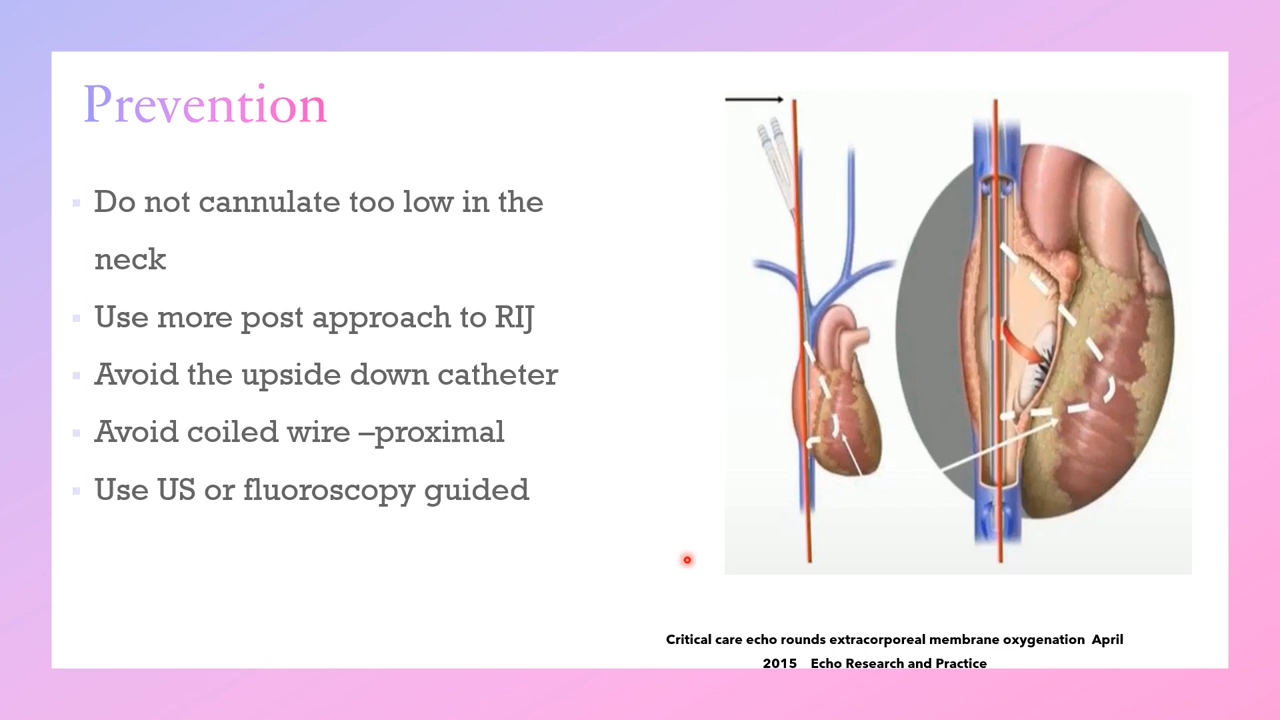 Prevention
Do not cannulate too low in the
neck
Use more post approach to RIJ
Avoid the upside down catheter
Avoid coiled wire –proximal
Use US or fluoroscopy guided
Critical care echo rounds extracorporeal membrane oxygenation April
2015 Echo Research and Practice